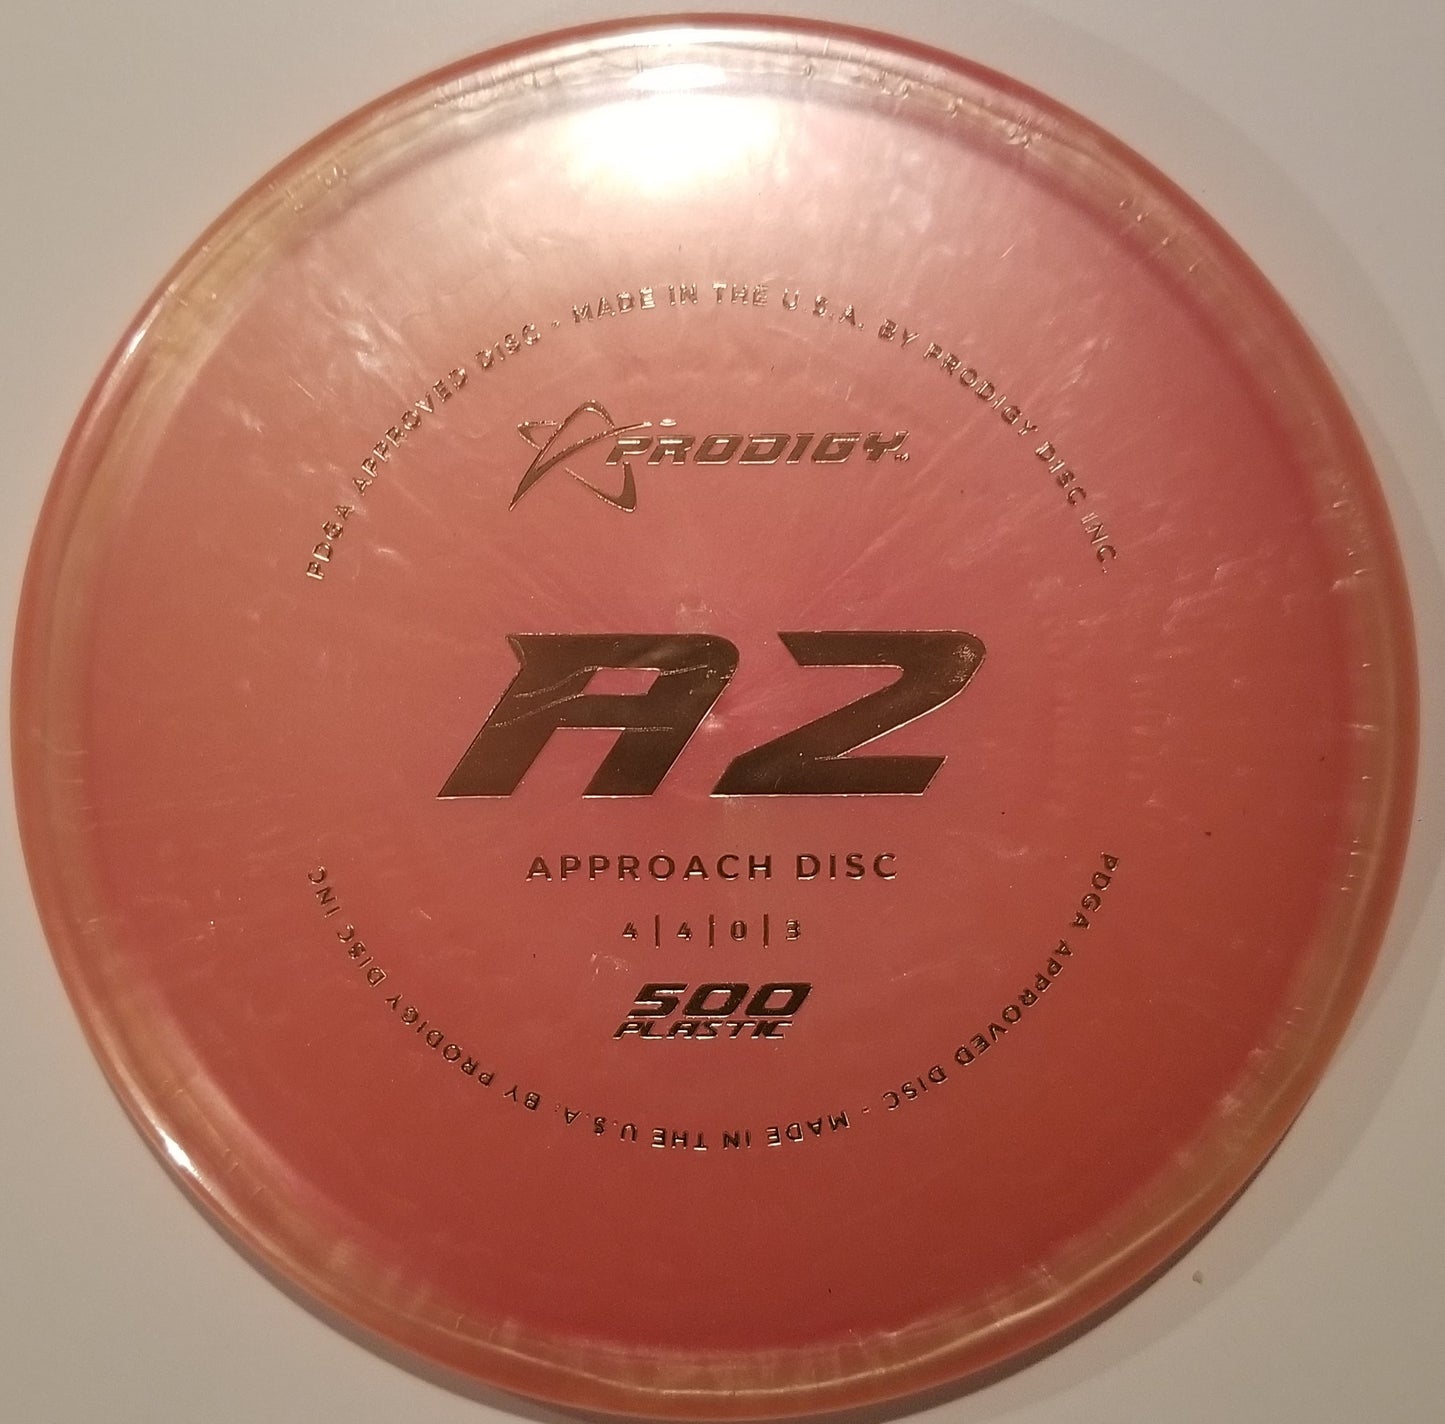 PDGA APPROVED DISC - MADE IN THE U.S.A. BY PRODIGY DISC INC.
PRODIGY™
A2
APPROACH DISC
4 | 4 | 0 | 3
500
PLASTIC
PDGA APPROVED DISC - MADE IN THE U.S.A. BY PRODIGY DISC INC